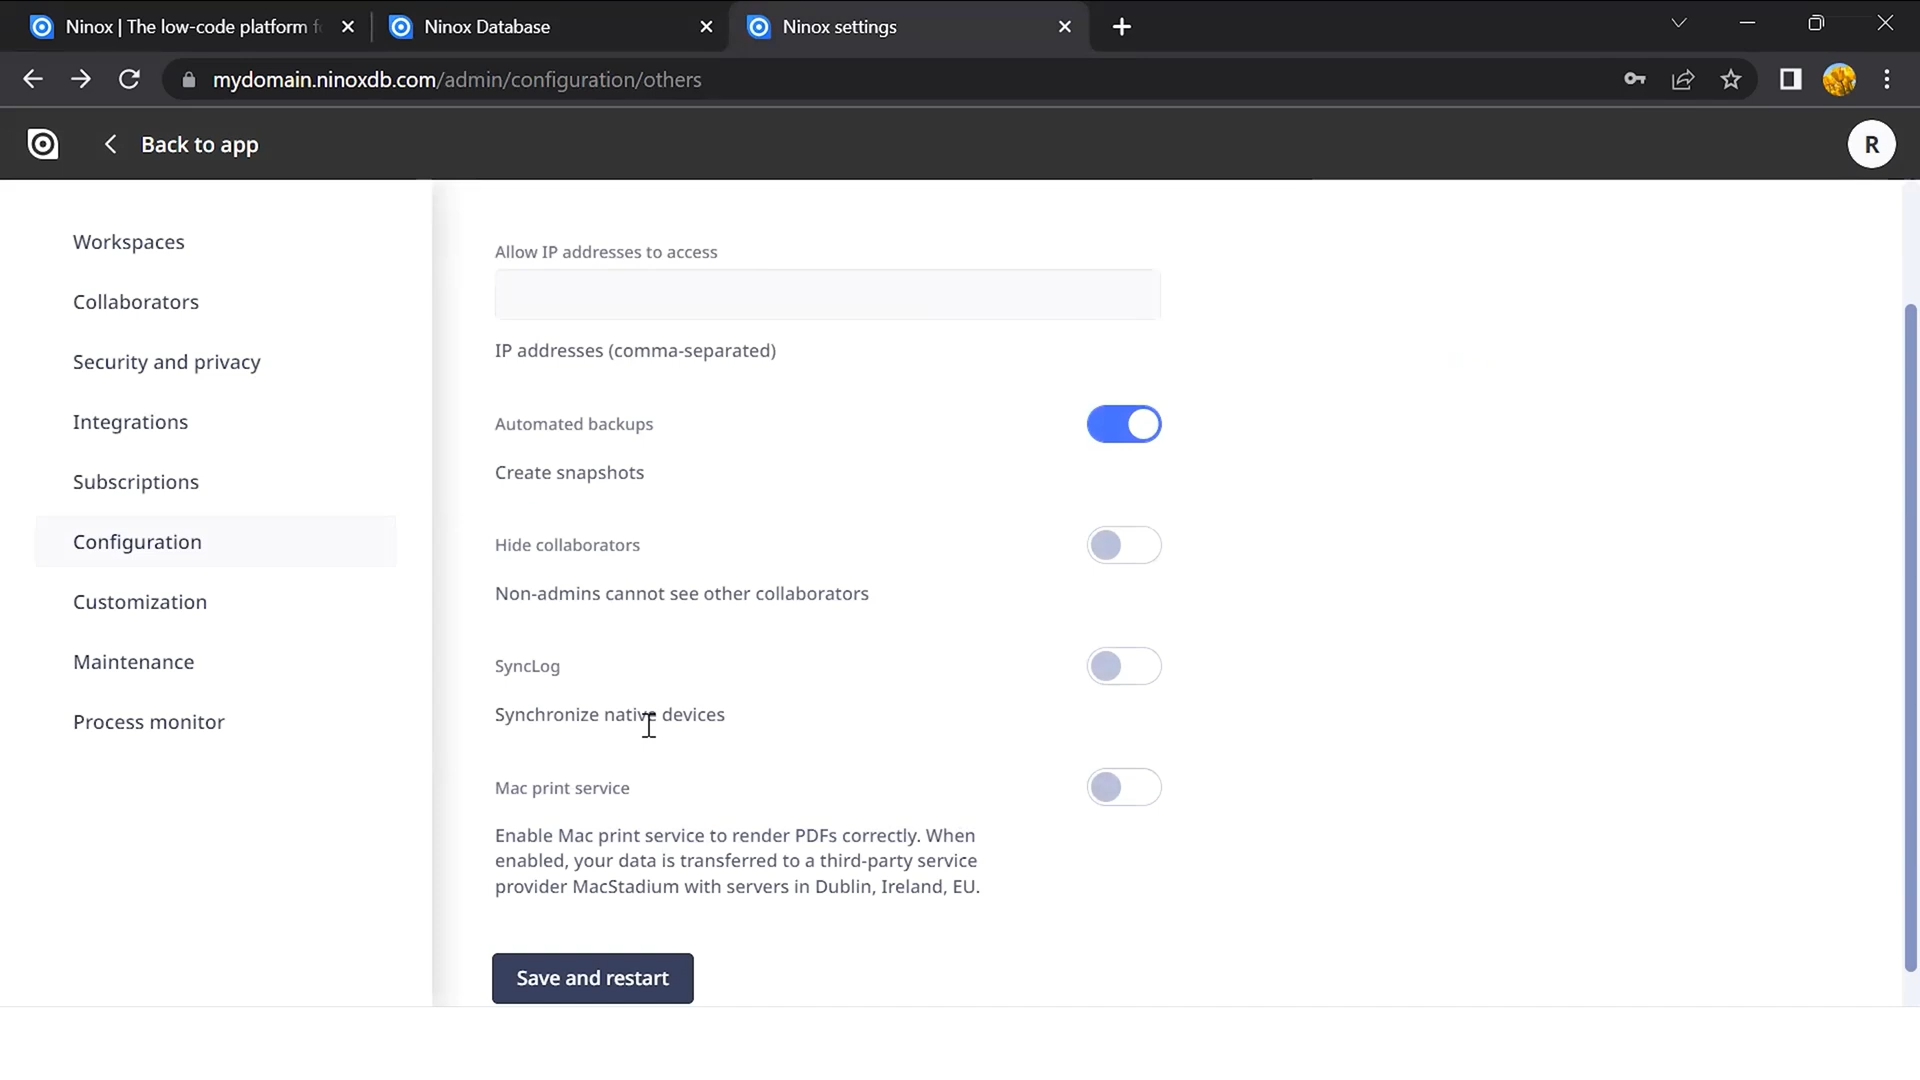 Ninox | The low-code platform f
Ninox Database
Ninox settings
mydomain.ninoxdb.com/admin/configuration/others
Back to app
R
Workspaces
Collaborators
Security and privacy
Integrations
Subscriptions
Configuration
Customization
Maintenance
Process monitor
Allow IP addresses to access
IP addresses (comma-separated)
Automated backups
Create snapshots
Hide collaborators
Non-admins cannot see other collaborators
SyncLog
Synchronize native devices
Mac print service
Enable Mac print service to render PDFs correctly. When
enabled, your data is transferred to a third-party service
provider MacStadium with servers in Dublin, Ireland, EU.
Save and restart